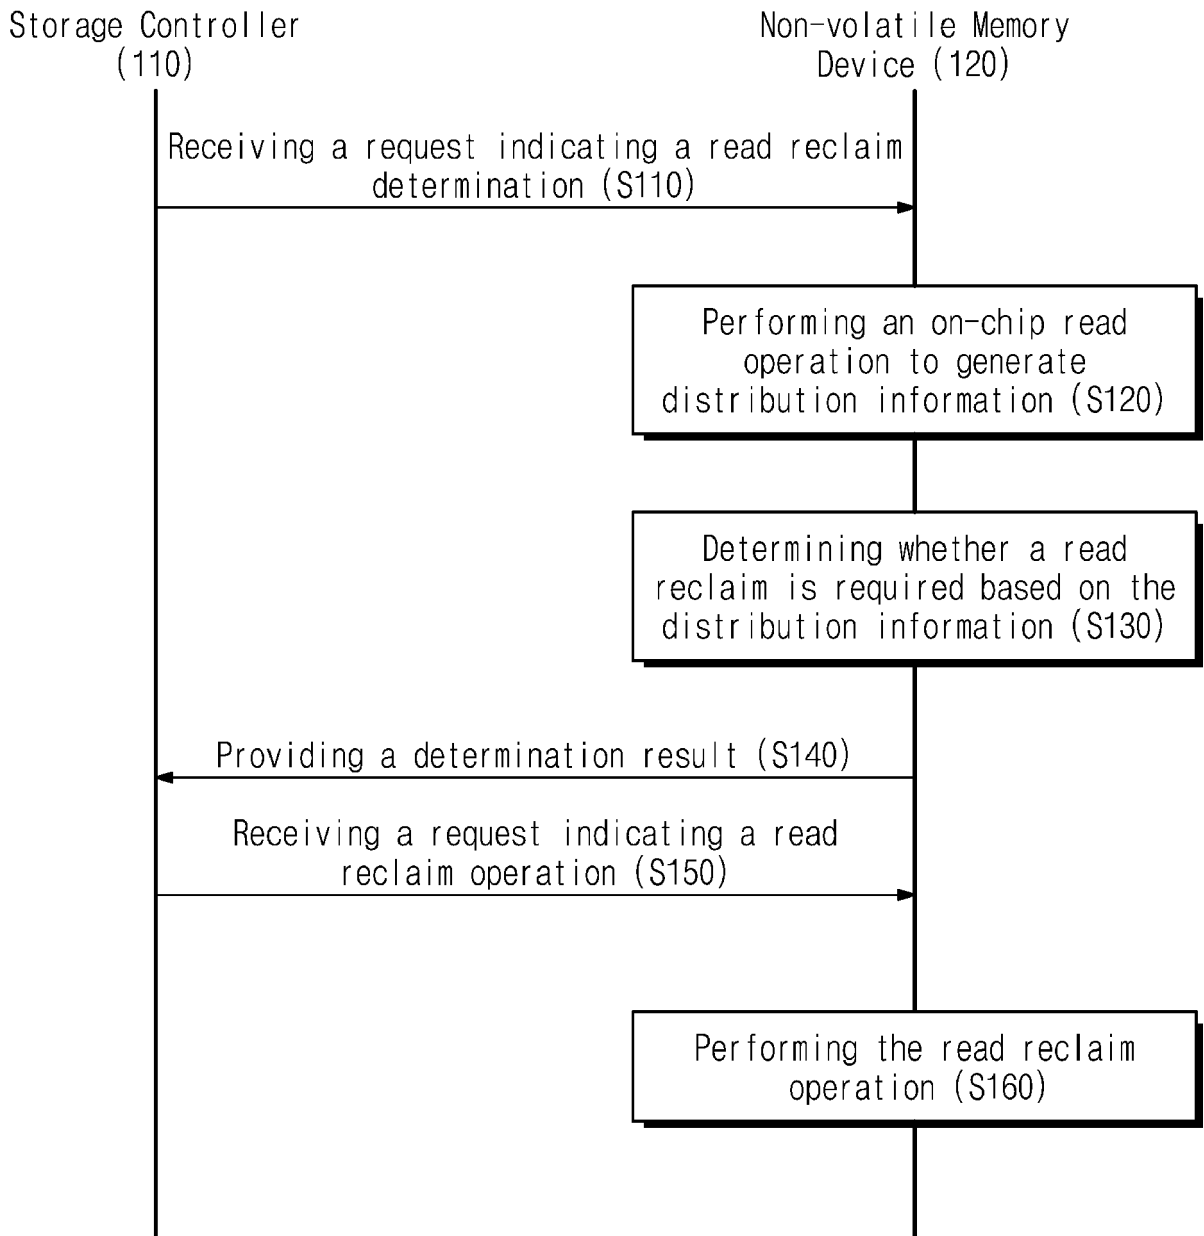 Storage Controller
(110)
Non-volatile Memory
Device (120)
Receiving a request indicating a read reclaim
determination (S110)
Performing an on-chip read
operation to generate
distribution information (S120)
Determining whether a read
reclaim is required based on the
distribution information (S130)
Providing a determination result (S140)
Receiving a request indicating a read
reclaim operation (S150)
Performing the read reclaim
operation (S160)